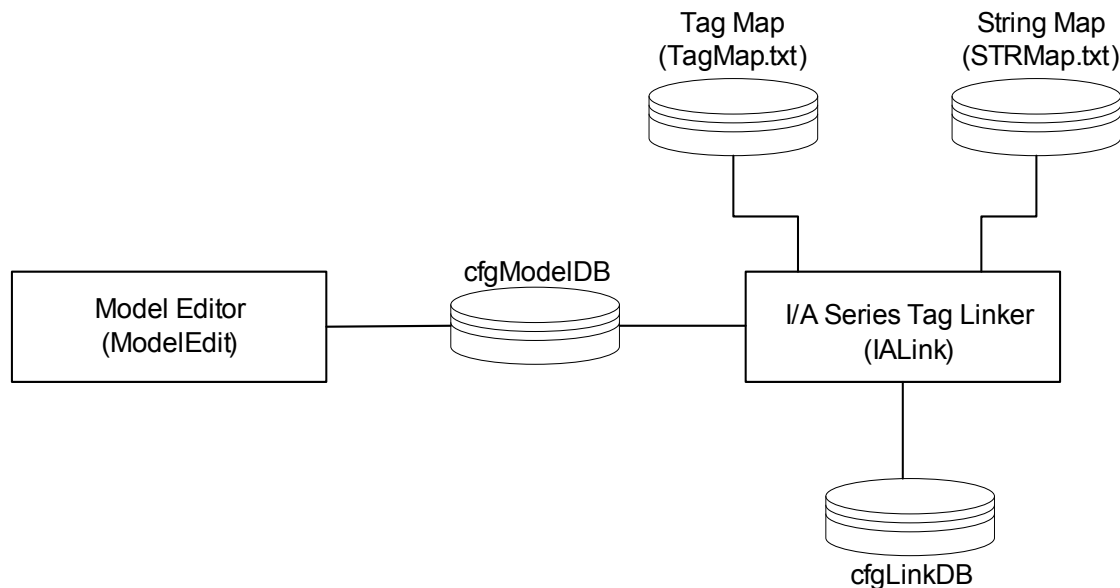 Tag Map
(TagMap.txt)
String Map
(STRMap.txt)
cfgModelDB
Model Editor
(ModelEdit)
I/A Series Tag Linker
(IALink)
cfgLinkDB